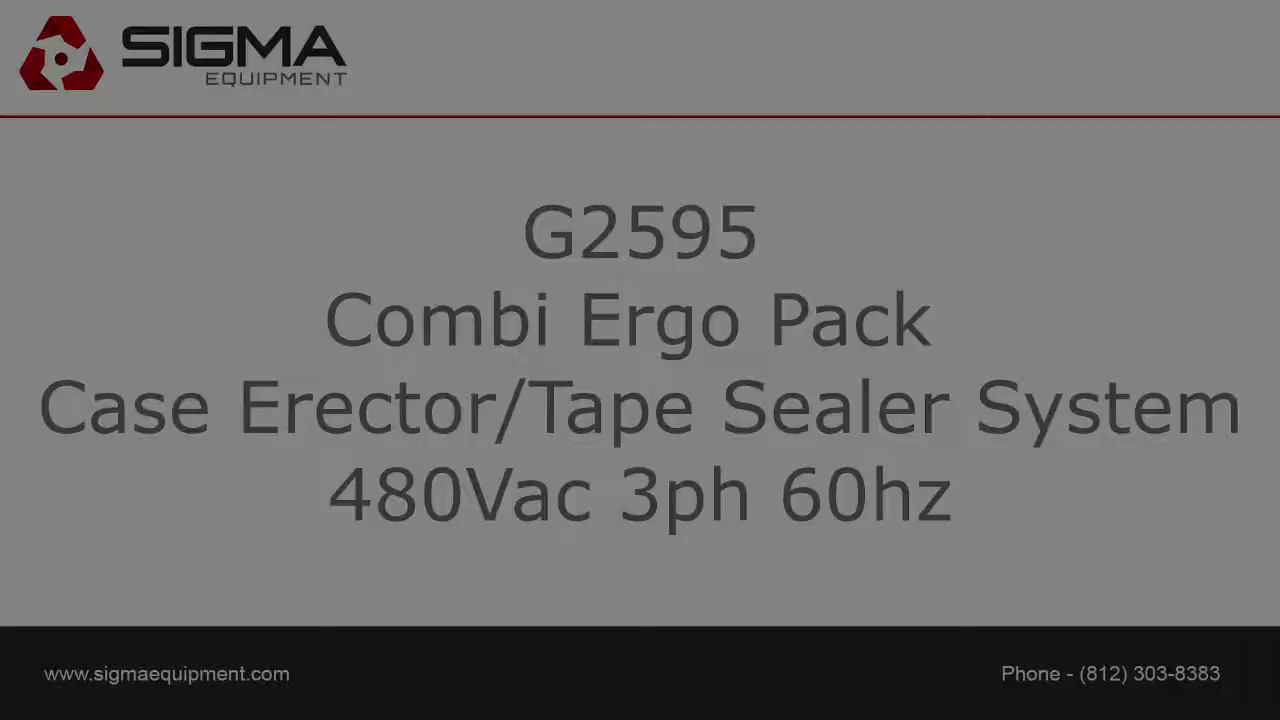 SIGMA
EQUIPMENT
G2595
Combi Ergo Pack
Case Erector/Tape Sealer System
480Vac 3ph 60hz
www.sigmaequipment.com
Phone - (812) 303-8383